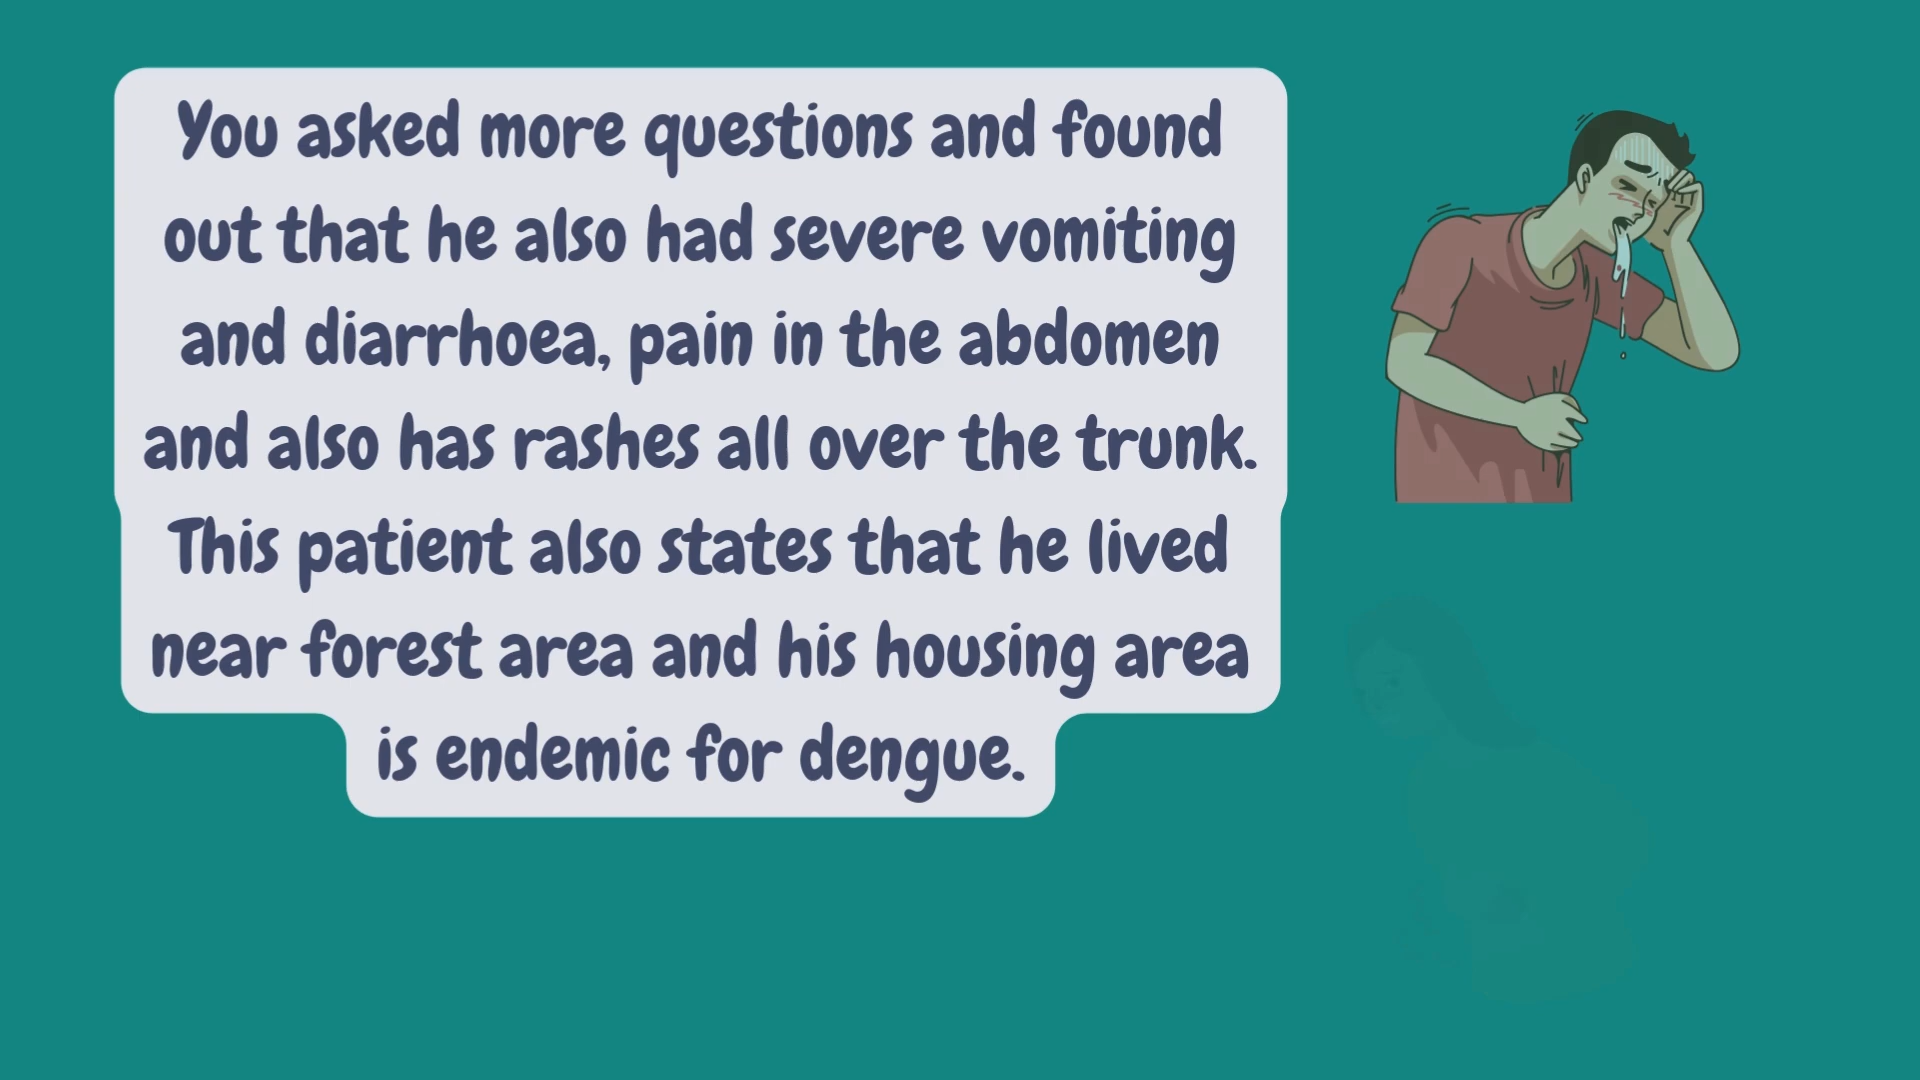 You asked more questions and found
out that he also had severe vomiting
and diarrhoea, pain in the abdomen
and also has rashes all over the trunk.
This patient also states that he lived
near forest area and his housing area
is endemic for dengue.